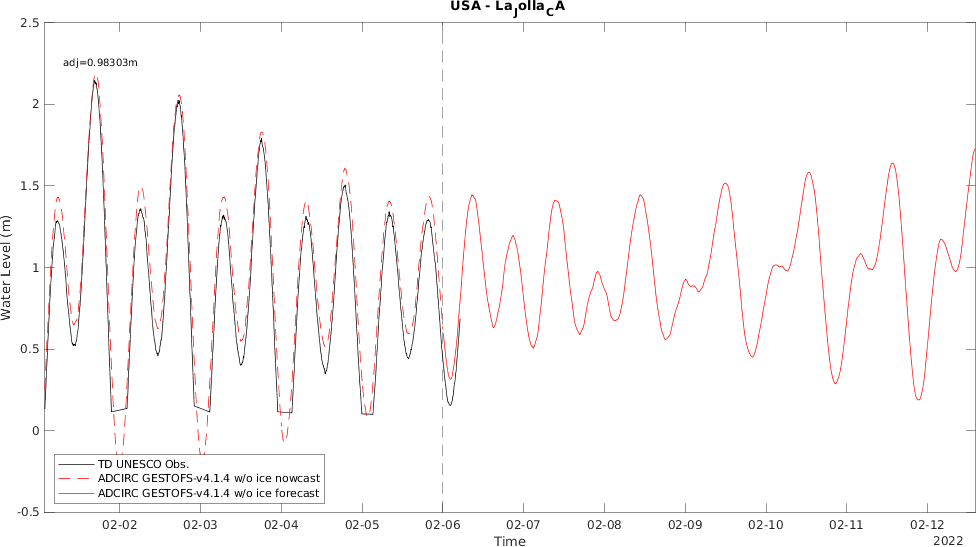 USA - LaJollaCA
adj=0.98303m
2.5
2
1.5
1
0.5
0
-0.5
Water Level (m)
TD UNESCO Obs.
ADCIRC GESTOFS-v4.1.4 w/o ice nowcast
ADCIRC GESTOFS-v4.1.4 w/o ice forecast
02-02 02-03 02-04 02-05 02-06 02-07 02-08 02-09 02-10 02-11 02-12
Time
2022